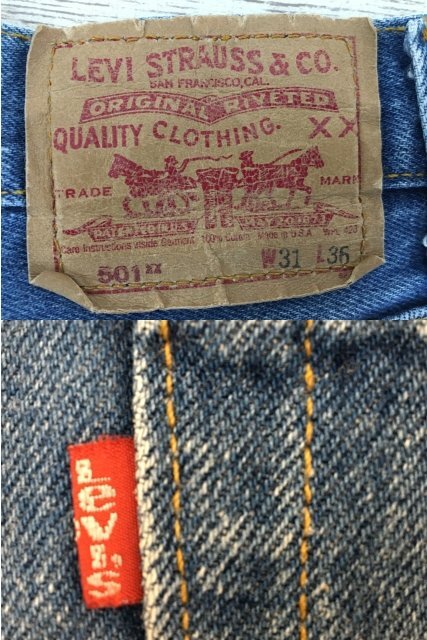 LEVI STRAUSS & CO.
SAN FRANCISCO, CAL.
ORIGINAL RIVETED
QUALITY CLOTHING. XX
TRADE MARK
Care instructions inside Garment 100% Cotton Made in U.S.A.
501XX W31 L36
Levi's